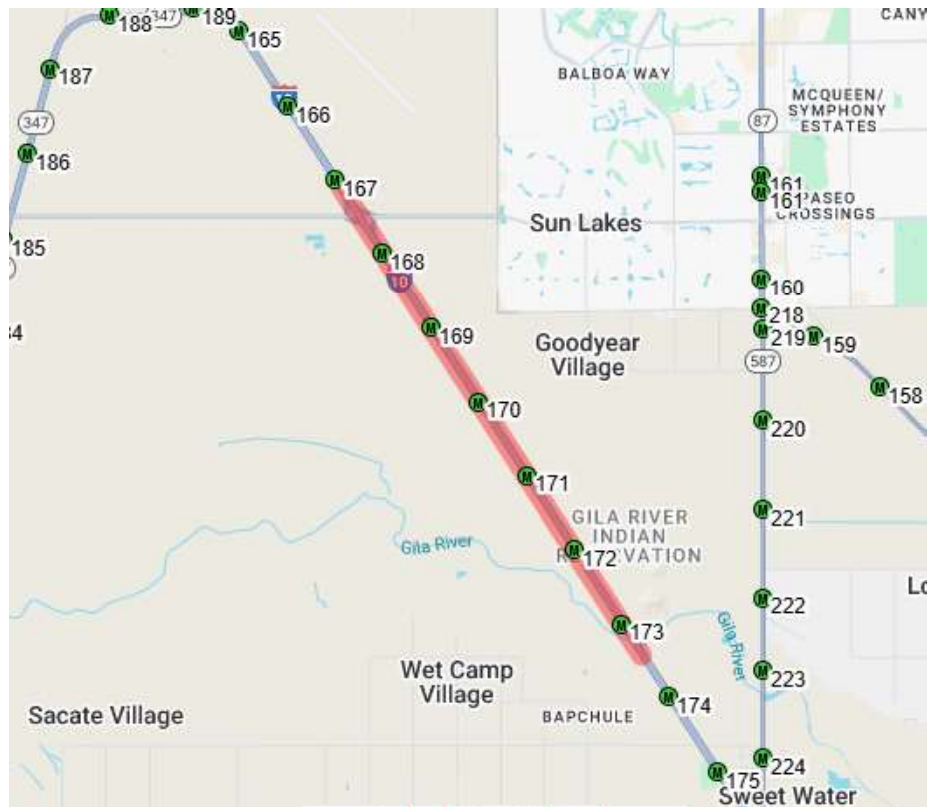 188
347
189
165
187
166
347
186
167
185
168
10
169
170
171
172
173
174
175
BALBOA WAY
CANY
MCQUEEN/
SYMPHONY
ESTATES
87
161
161
PASEO
CROSSINGS
Sun Lakes
160
218
219
159
587
158
Goodyear
Village
220
221
GILA RIVER
INDIAN
RESERVATION
Gila River
222
Lo
Gila River
223
224
Wet Camp
Village
Sacate Village
BAPCHULE
Sweet Water
34